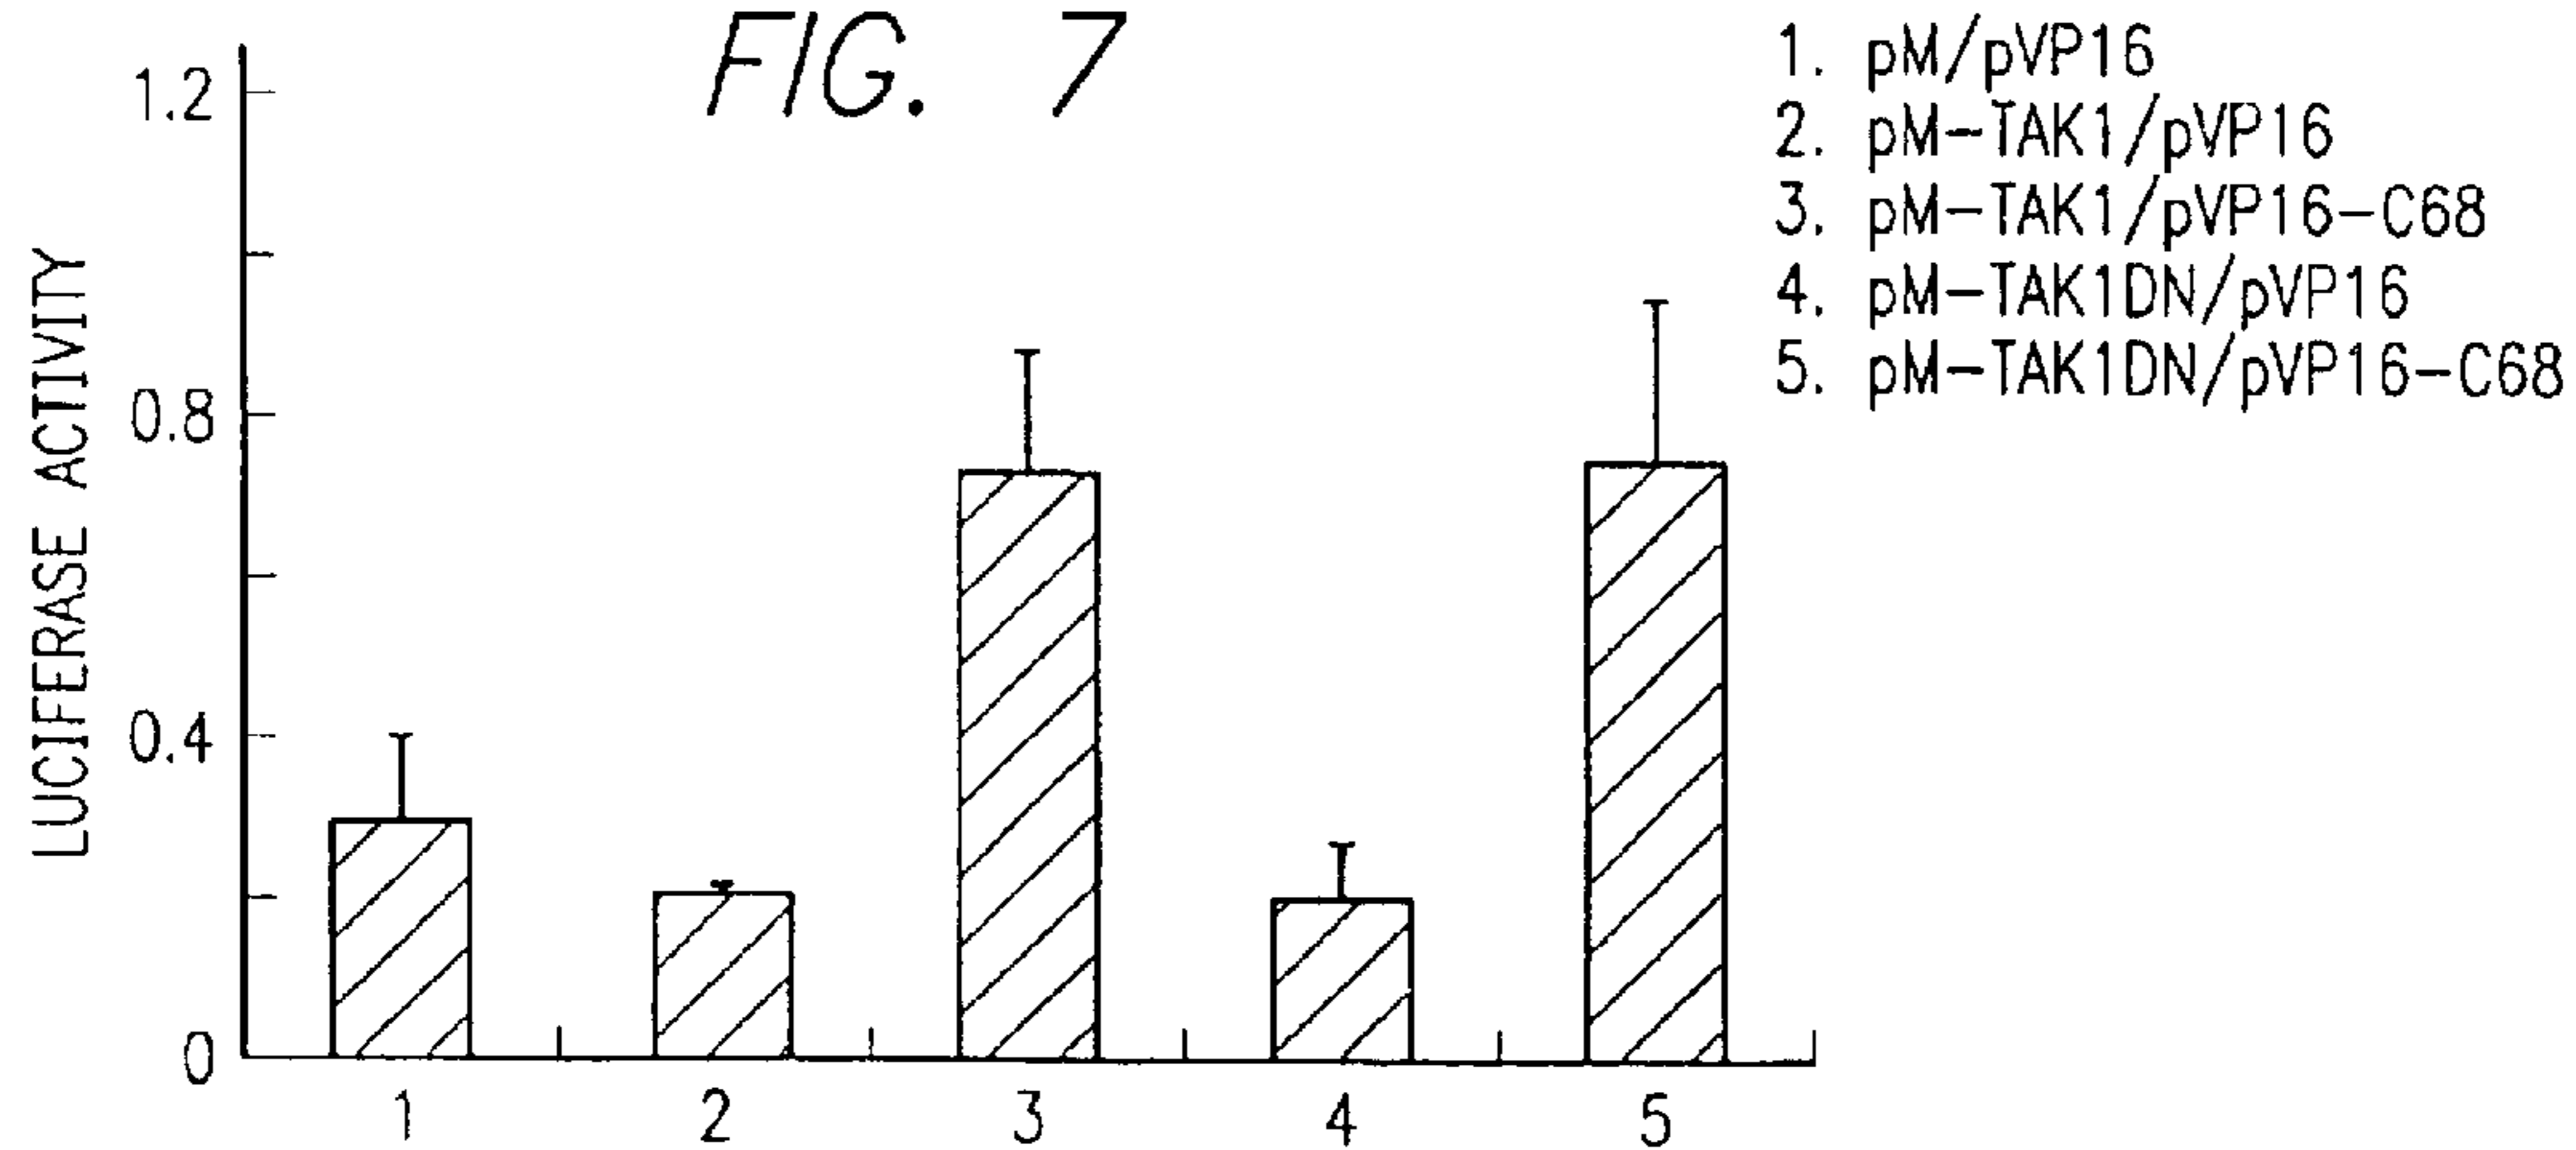 FIG. 7
1. pM/pVP16
2. pM-TAK1/pVP16
3. pM-TAK1/pVP16-C68
4. pM-TAK1DN/pVP16
5. pM-TAK1DN/pVP16-C68
LUCIFERASE ACTIVITY
1.2
0.8
0.4
0
1 2 3 4 5